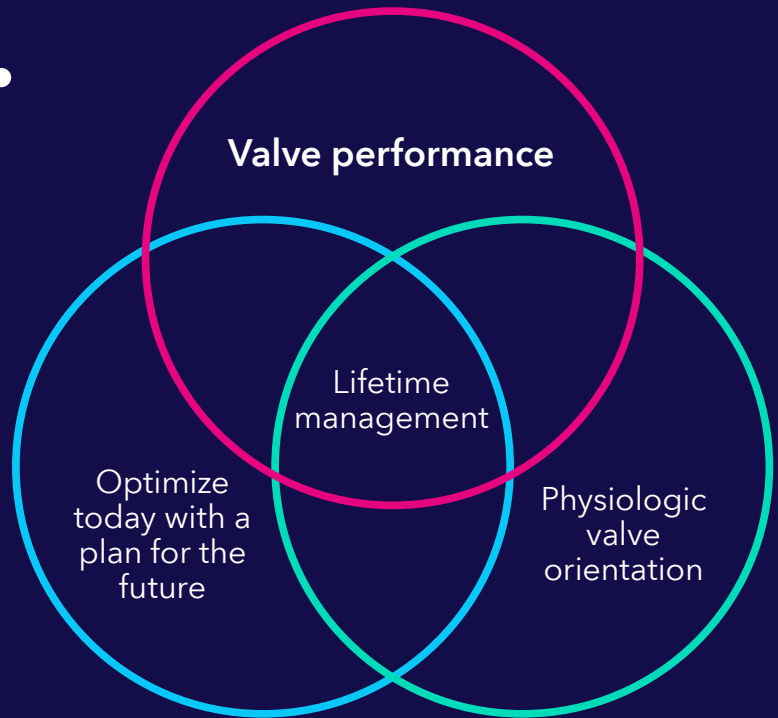 Valve performance
Lifetime
management
Optimize
today with a
plan for the
future
Physiologic
valve
orientation